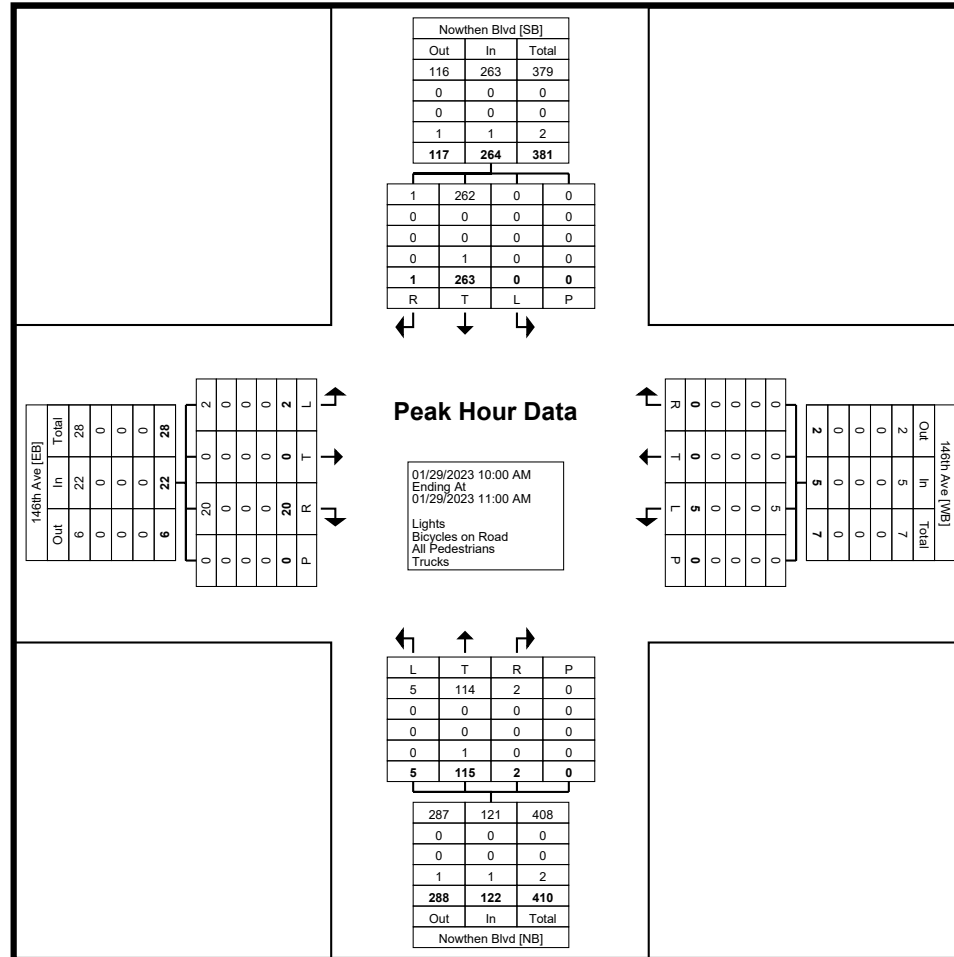 Nowthen Blvd [SB]
Out In Total
116 263 379
0 0 0
0 0 0
1 1 2
117 264 381
1 262 0 0
0 0 0 0
0 0 0 0
0 1 0 0
1 263 0 0
R T L P
146th Ave [EB]
Total In Out
28 22 6
0 0 0
0 0 0
0 0 0
28 22 6
2 0 20 0
0 0 0 0
0 0 0 0
0 0 0 0
2 0 20 0
L T R P
Peak Hour Data
01/29/2023 10:00 AM
Ending At
01/29/2023 11:00 AM
Lights
Bicycles on Road
All Pedestrians
Trucks
146th Ave [WB]
Out In Total
2 5 7
0 0 0
0 0 0
0 0 0
2 5 7
0 0 5 0
0 0 0 0
0 0 0 0
0 0 0 0
0 0 5 0
R T L P
L T R P
5 114 2 0
0 0 0 0
0 0 0 0
0 1 0 0
5 115 2 0
287 121 408
0 0 0
0 0 0
1 1 2
288 122 410
Out In Total
Nowthen Blvd [NB]